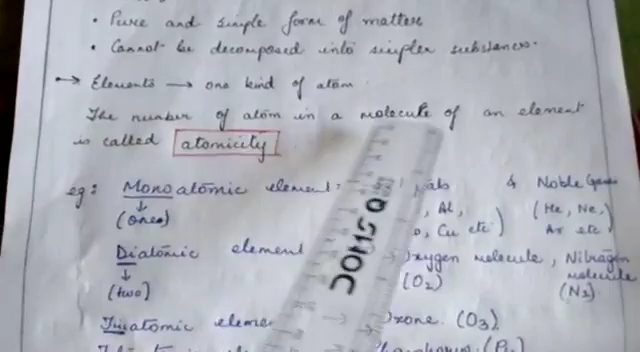 • Pure and simple form of matter
• Cannot be decomposed into simpler substances.
→ Elements → one kind of atom
The number of atom in a molecule of an element
is called atomicity
eg: Monoatomic element: & Noble Gases
(ones) , Al, (He, Ne,
, Cu etc) Ar etc
Diatomic element → Oxygen molecule, Nitrogen
molecule
(two) (O2) (N2).
Triatomic eleme → Ozone. (O3)
DOMS